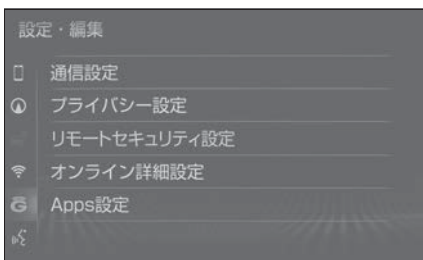 設定・編集
通信設定
プライバシー設定
リモートセキュリティ設定
オンライン詳細設定
Apps設定